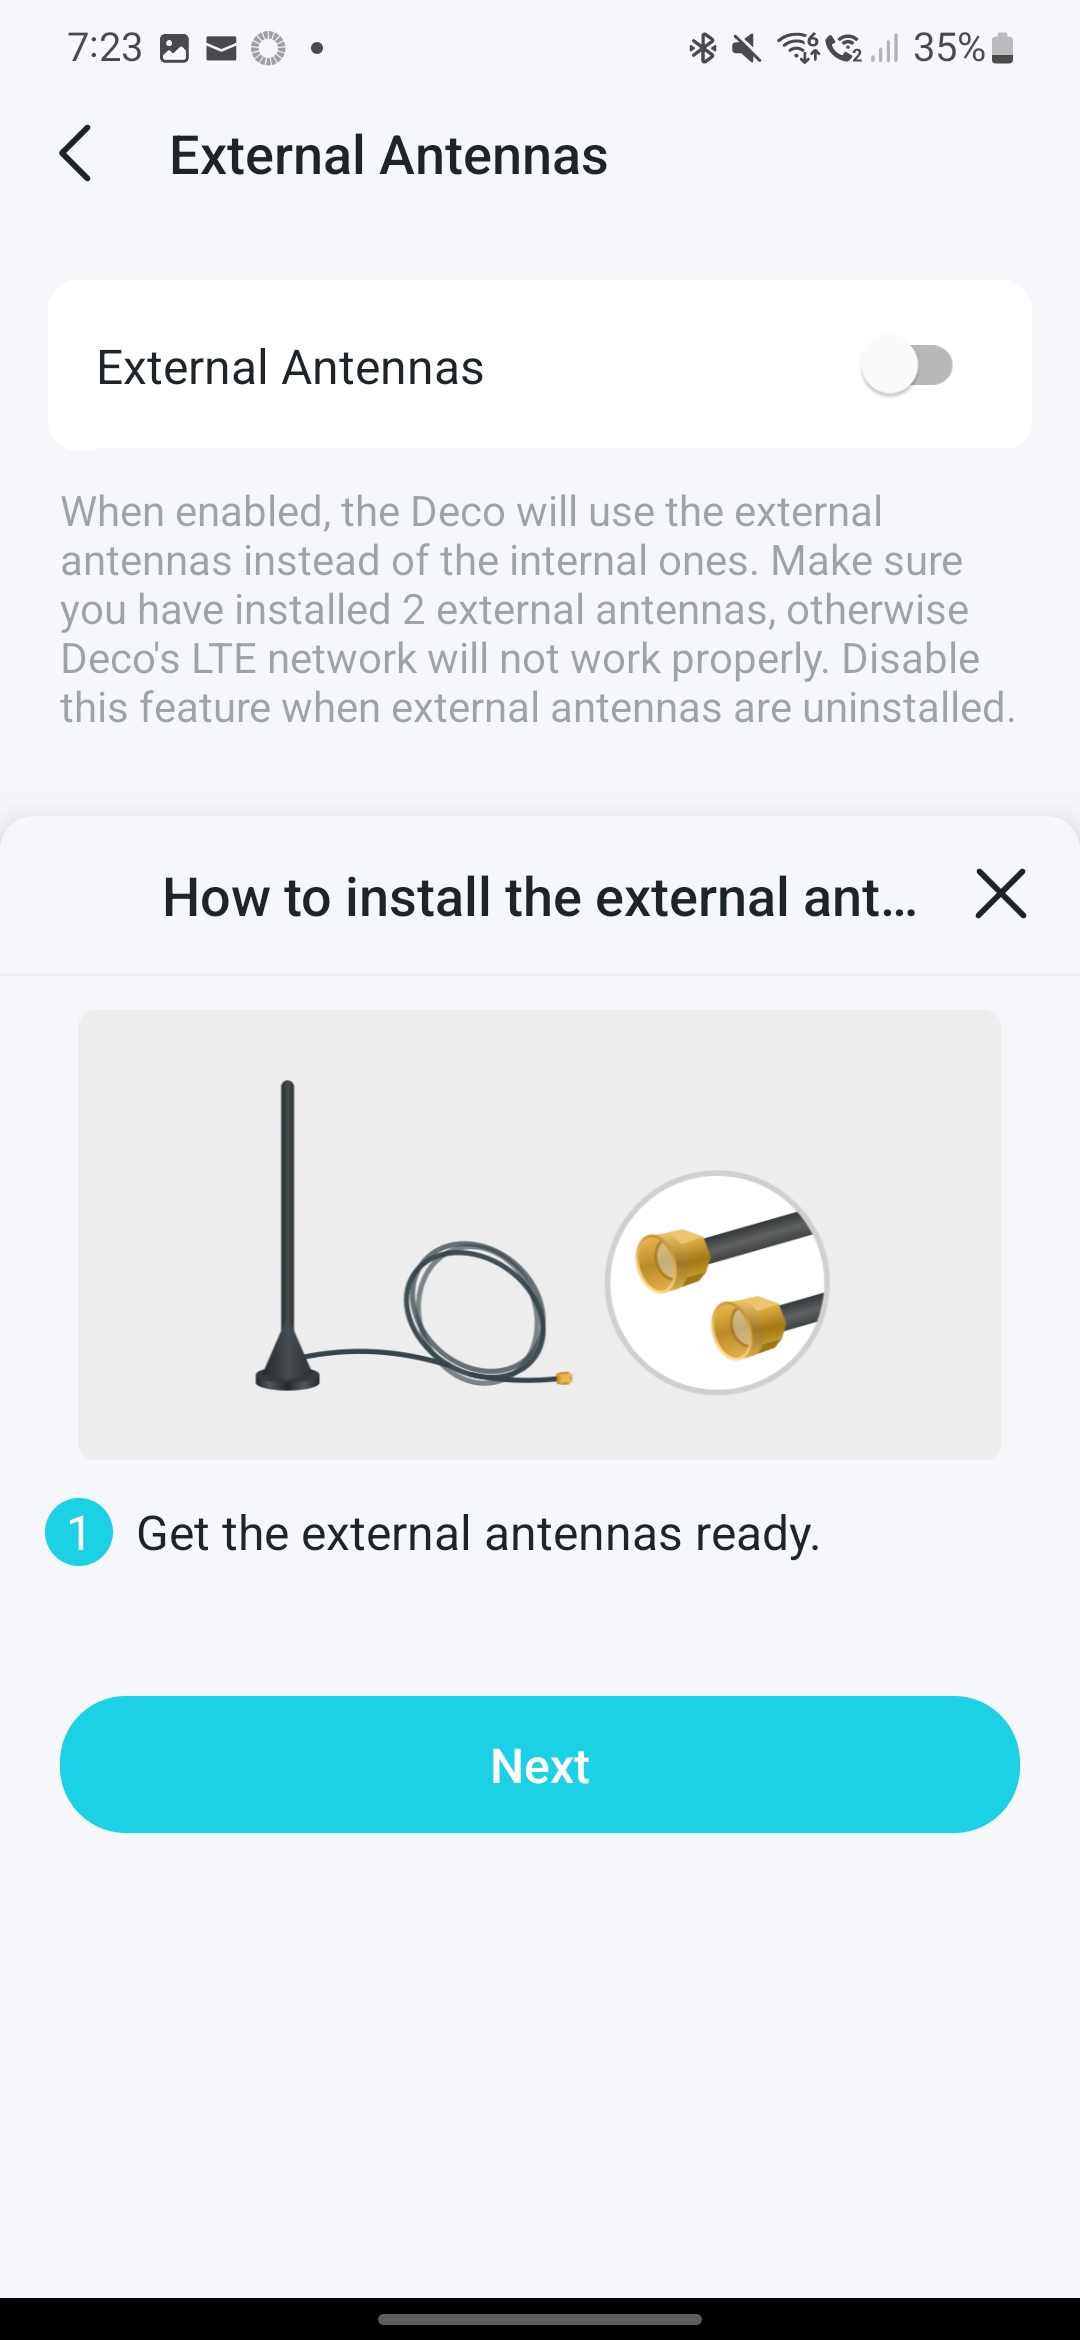 7:23
6
2
35%
External Antennas
External Antennas
When enabled, the Deco will use the external
antennas instead of the internal ones. Make sure
you have installed 2 external antennas, otherwise
Deco's LTE network will not work properly. Disable
this feature when external antennas are uninstalled.
How to install the external ant...
1 Get the external antennas ready.
Next